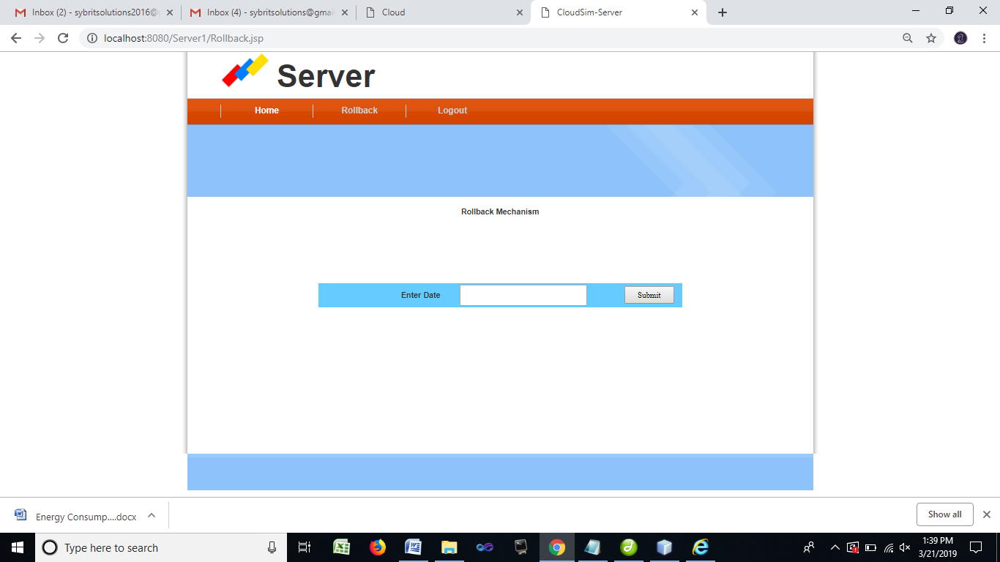 Inbox (2) - sybritsolutions2016@
Inbox (4) - sybritsolutions@gmai
Cloud
CloudSim-Server
localhost:8080/Server1/Rollback.jsp
Server
Home
Rollback
Logout
Rollback Mechanism
Enter Date
Submit
Energy Consump....docx
Show all
Type here to search
1:39 PM
3/21/2019